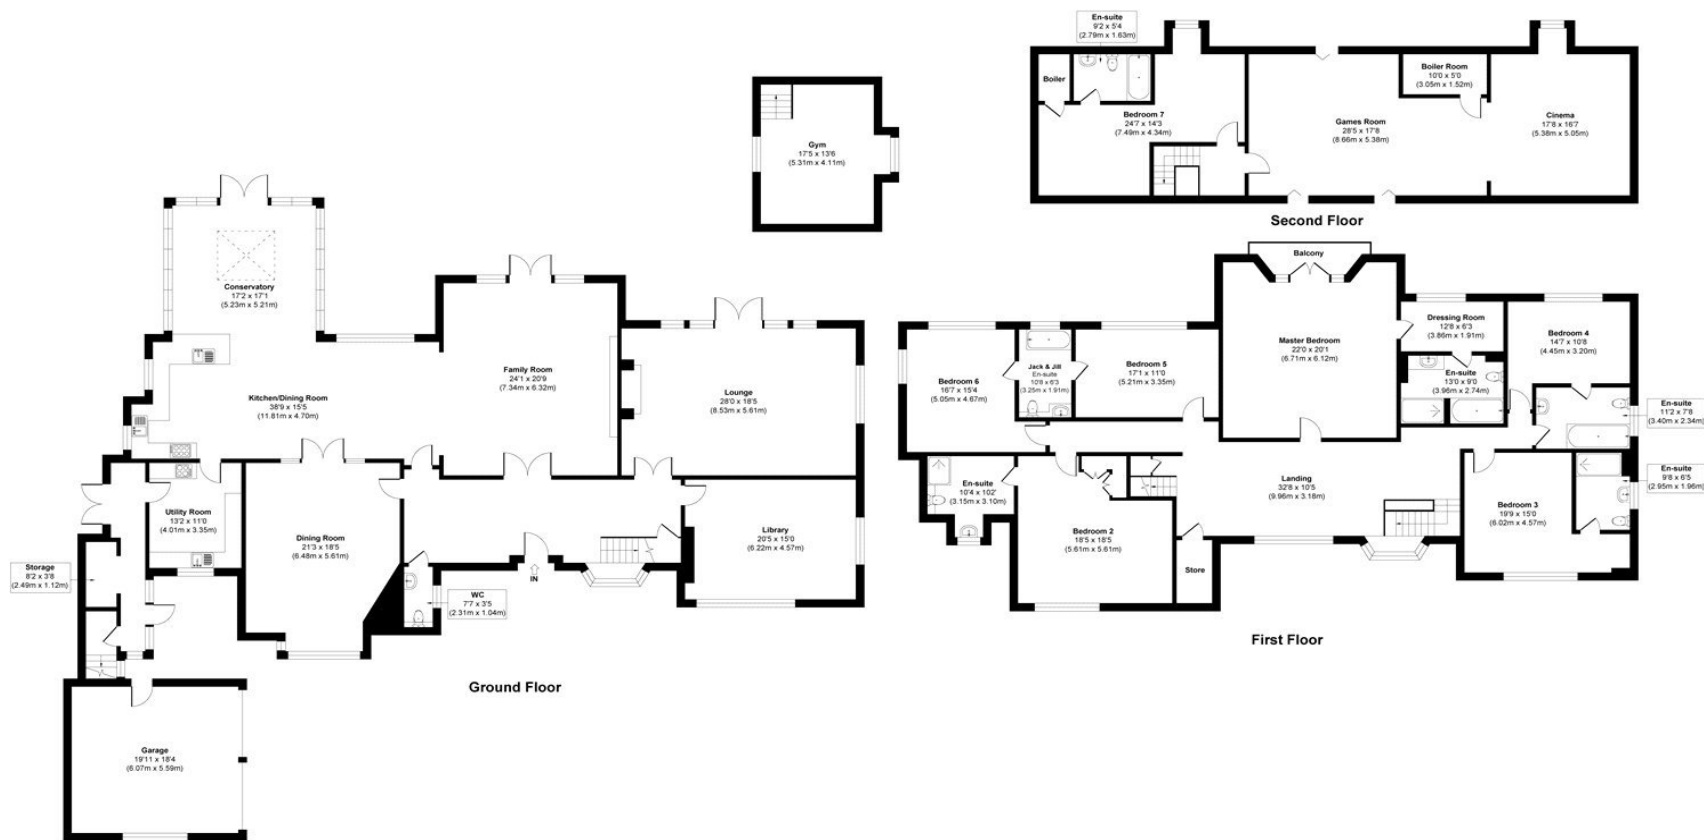 En-suite
9'2 x 5'4
(2.79m x 1.63m)
Boiler
Bedroom 7
24'7 x 14'3
(7.49m x 4.34m)
Games Room
28'5 x 17'8
(8.66m x 5.38m)
Boiler Room
10'0 x 5'0
(3.05m x 1.52m)
Cinema
17'8 x 16'7
(5.38m x 5.05m)
Second Floor
Gym
17'5 x 13'6
(5.31m x 4.11m)
Conservatory
17'2 x 17'1
(5.23m x 5.21m)
Kitchen/Dining Room
38'9 x 15'5
(11.81m x 4.70m)
Family Room
24'1 x 20'9
(7.34m x 6.32m)
Lounge
28'0 x 18'5
(8.53m x 5.61m)
Utility Room
13'2 x 11'0
(4.01m x 3.35m)
Dining Room
21'3 x 18'5
(6.48m x 5.61m)
Library
20'5 x 15'0
(6.22m x 4.57m)
Storage
8'2 x 3'8
(2.49m x 1.12m)
IN
WC
7'7 x 3'5
(2.31m x 1.04m)
Garage
19'11 x 18'4
(6.07m x 5.59m)
Ground Floor
Balcony
Master Bedroom
22'0 x 20'1
(6.71m x 6.12m)
Dressing Room
12'8 x 6'3
(3.86m x 1.91m)
Bedroom 4
14'7 x 10'8
(4.45m x 3.20m)
Bedroom 6
16'7 x 15'4
(5.05m x 4.67m)
Jack & Jill
En-suite
10'8 x 6'3
(3.25m x 1.91m)
Bedroom 5
17'1 x 11'0
(5.21m x 3.35m)
En-suite
13'0 x 9'0
(3.96m x 2.74m)
En-suite
11'2 x 7'8
(3.40m x 2.34m)
En-suite
10'4 x 102'
(3.15m x 3.10m)
Landing
32'8 x 10'5
(9.96m x 3.18m)
En-suite
9'8 x 6'5
(2.95m x 1.96m)
Bedroom 2
18'5 x 18'5
(5.61m x 5.61m)
Bedroom 3
19'9 x 15'0
(6.02m x 4.57m)
Store
First Floor